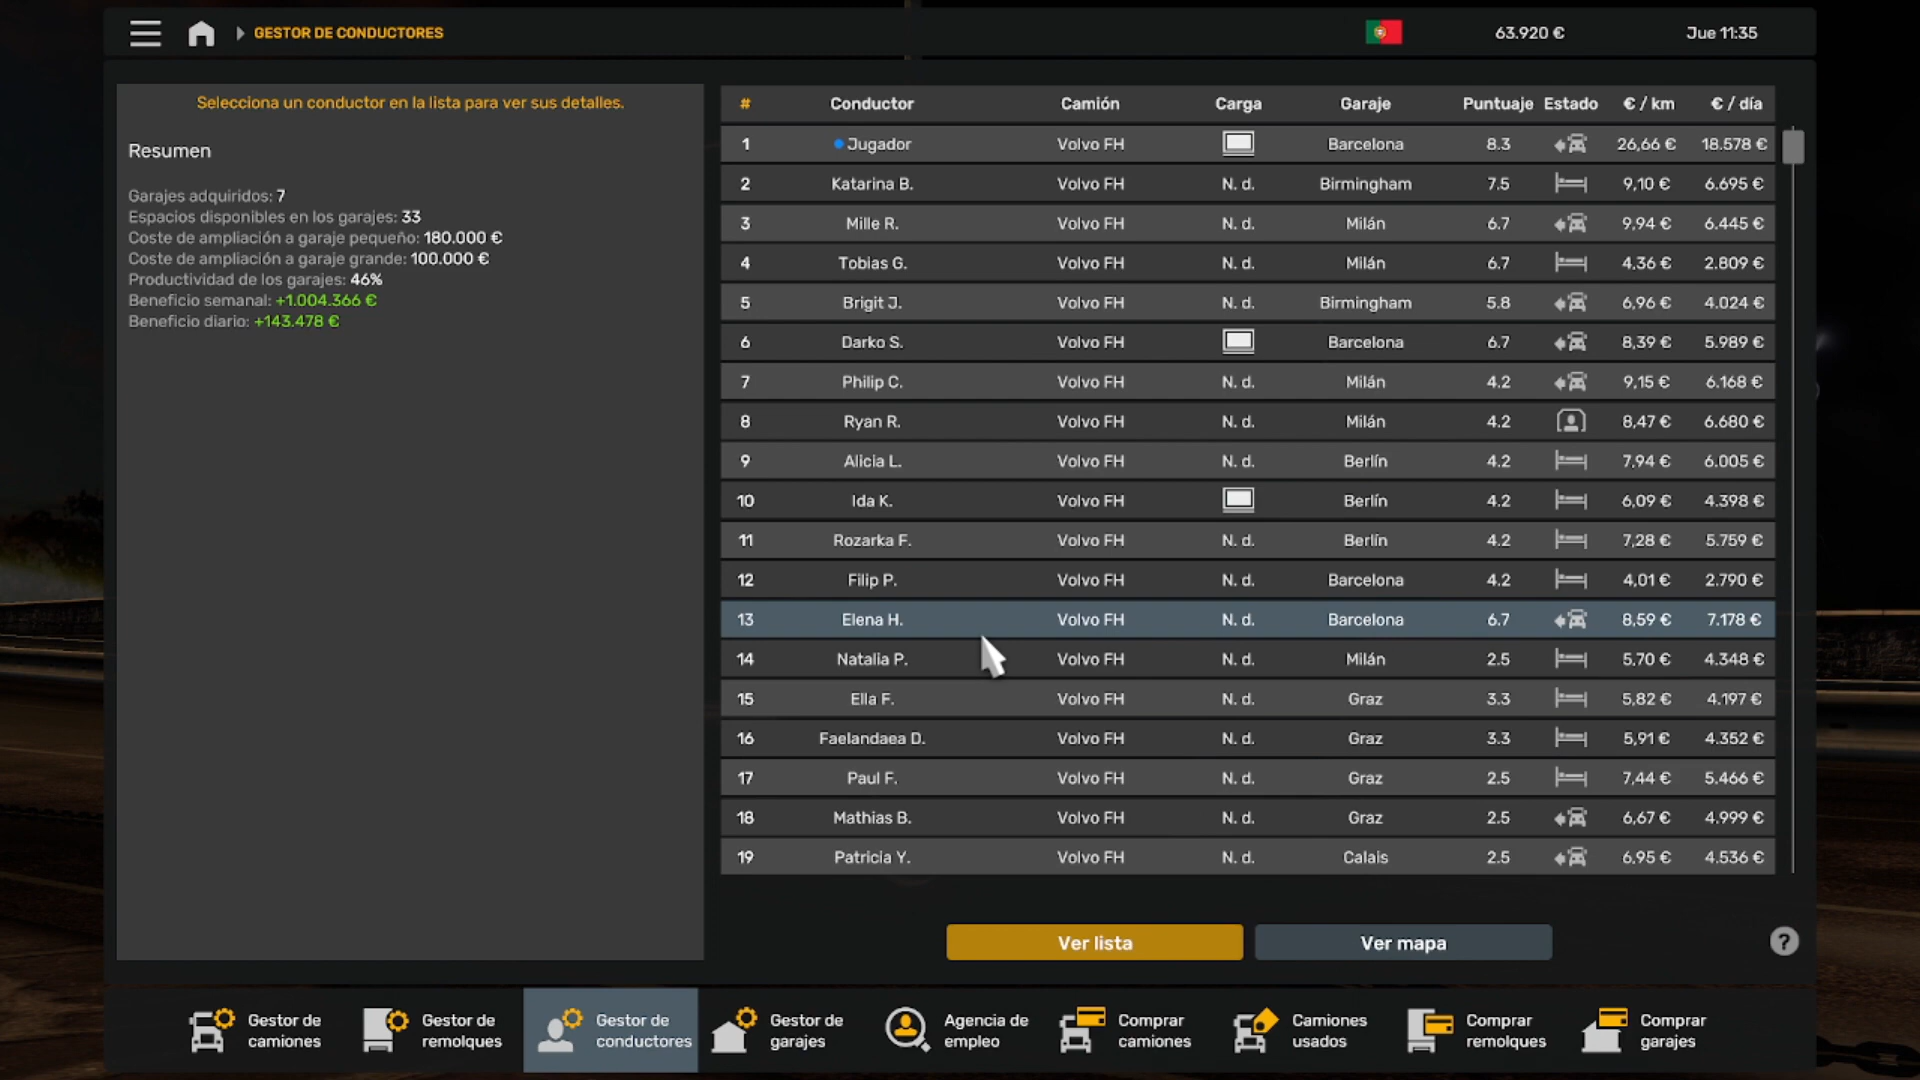 GESTOR DE CONDUCTORES
63.920 €
Jue 11:35
Selecciona un conductor en la lista para ver sus detalles.
Resumen
Garajes adquiridos: 7
Espacios disponibles en los garajes: 33
Coste de ampliación a garaje pequeño: 180.000 €
Coste de ampliación a garaje grande: 100.000 €
Productividad de los garajes: 46%
Beneficio semanal: +1.004.366 €
Beneficio diario: +143.478 €
# Conductor Camión Carga Garaje Puntuaje Estado € / km € / día
1 Jugador Volvo FH Barcelona 8.3 26,66 € 18.578 €
2 Katarina B. Volvo FH N. d. Birmingham 7.5 9,10 € 6.695 €
3 Mille R. Volvo FH N. d. Milán 6.7 9,94 € 6.445 €
4 Tobias G. Volvo FH N. d. Milán 6.7 4,36 € 2.809 €
5 Brigit J. Volvo FH N. d. Birmingham 5.8 6,96 € 4.024 €
6 Darko S. Volvo FH Barcelona 6.7 8,39 € 5.989 €
7 Philip C. Volvo FH N. d. Milán 4.2 9,15 € 6.168 €
8 Ryan R. Volvo FH N. d. Milán 4.2 8,47 € 6.680 €
9 Alicia L. Volvo FH N. d. Berlín 4.2 7,94 € 6.005 €
10 Ida K. Volvo FH Berlín 4.2 6,09 € 4.398 €
11 Rozarka F. Volvo FH N. d. Berlín 4.2 7,28 € 5.759 €
12 Filip P. Volvo FH N. d. Barcelona 4.2 4,01 € 2.790 €
13 Elena H. Volvo FH N. d. Barcelona 6.7 8,59 € 7.178 €
14 Natalia P. Volvo FH N. d. Milán 2.5 5,70 € 4.348 €
15 Ella F. Volvo FH N. d. Graz 3.3 5,82 € 4.197 €
16 Faelandaea D. Volvo FH N. d. Graz 3.3 5,91 € 4.352 €
17 Paul F. Volvo FH N. d. Graz 2.5 7,44 € 5.466 €
18 Mathias B. Volvo FH N. d. Graz 2.5 6,67 € 4.999 €
19 Patricia Y. Volvo FH N. d. Calais 2.5 6,95 € 4.536 €
Ver lista
Ver mapa
?
Gestor de
camiones
Gestor de
remolques
Gestor de
conductores
Gestor de
garajes
Agencia de
empleo
Comprar
camiones
Camiones
usados
Comprar
remolques
Comprar
garajes